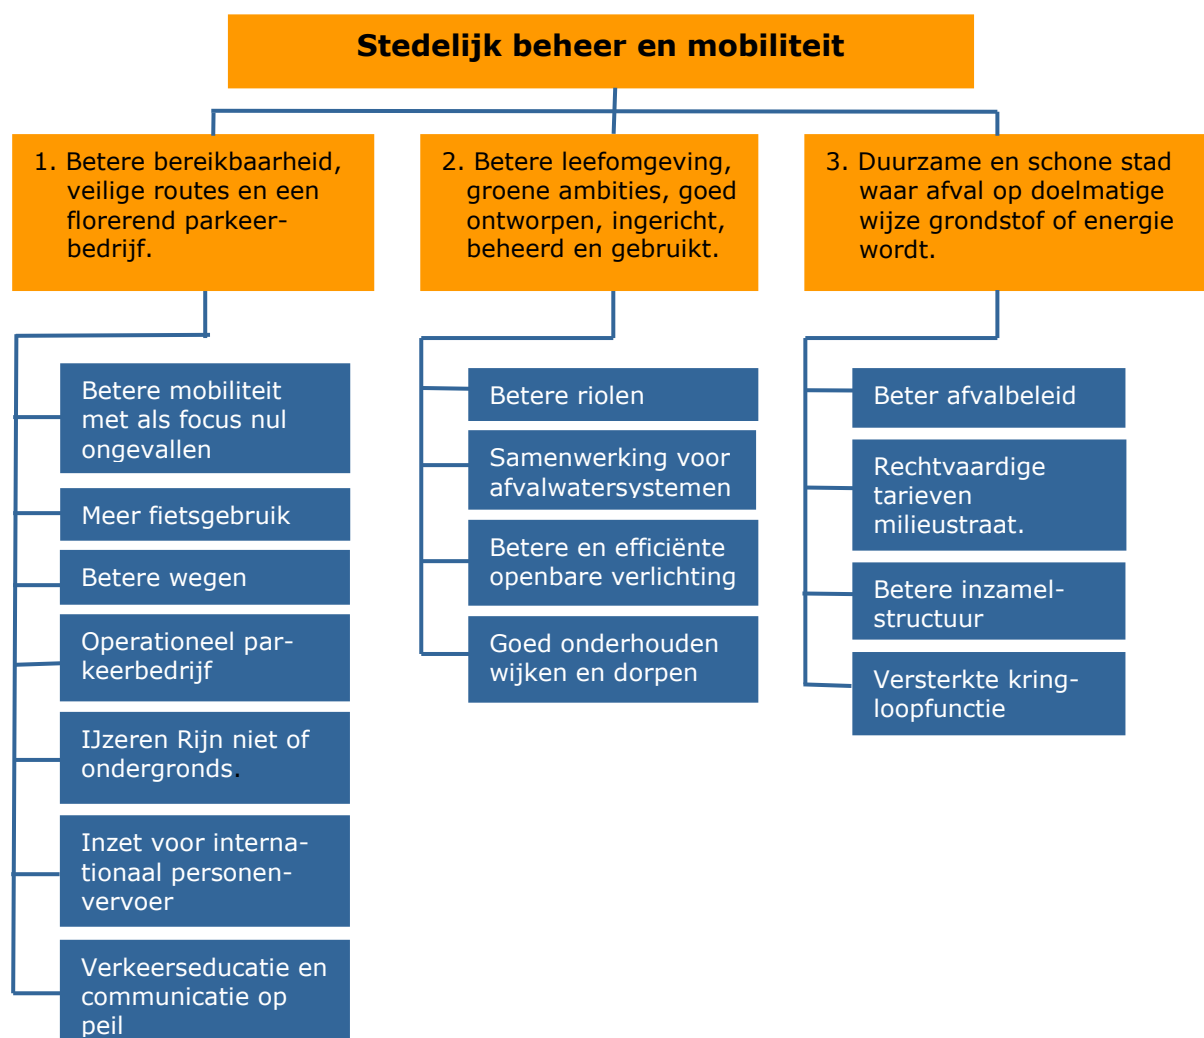 Stedelijk beheer en mobiliteit
1. Betere bereikbaarheid,
veilige routes en een
florerend parkeer-
bedrijf.
Betere mobiliteit
met als focus nul
ongevallen
Meer fietsgebruik
Betere wegen
Operationeel par-
keerbedrijf
IJzeren Rijn niet of
ondergronds.
Inzet voor interna-
tionaal personen-
vervoer
Verkeerseducatie en
communicatie op
peil
2. Betere leefomgeving,
groene ambities, goed
ontworpen, ingericht,
beheerd en gebruikt.
Betere riolen
Samenwerking voor
afvalwatersystemen
Betere en efficiënte
openbare verlichting
Goed onderhouden
wijken en dorpen
3. Duurzame en schone stad
waar afval op doelmatige
wijze grondstof of energie
wordt.
Beter afvalbeleid
Rechtvaardige
tarieven
milieustraat.
Betere inzamel-
structuur
Versterkte kring-
loopfunctie